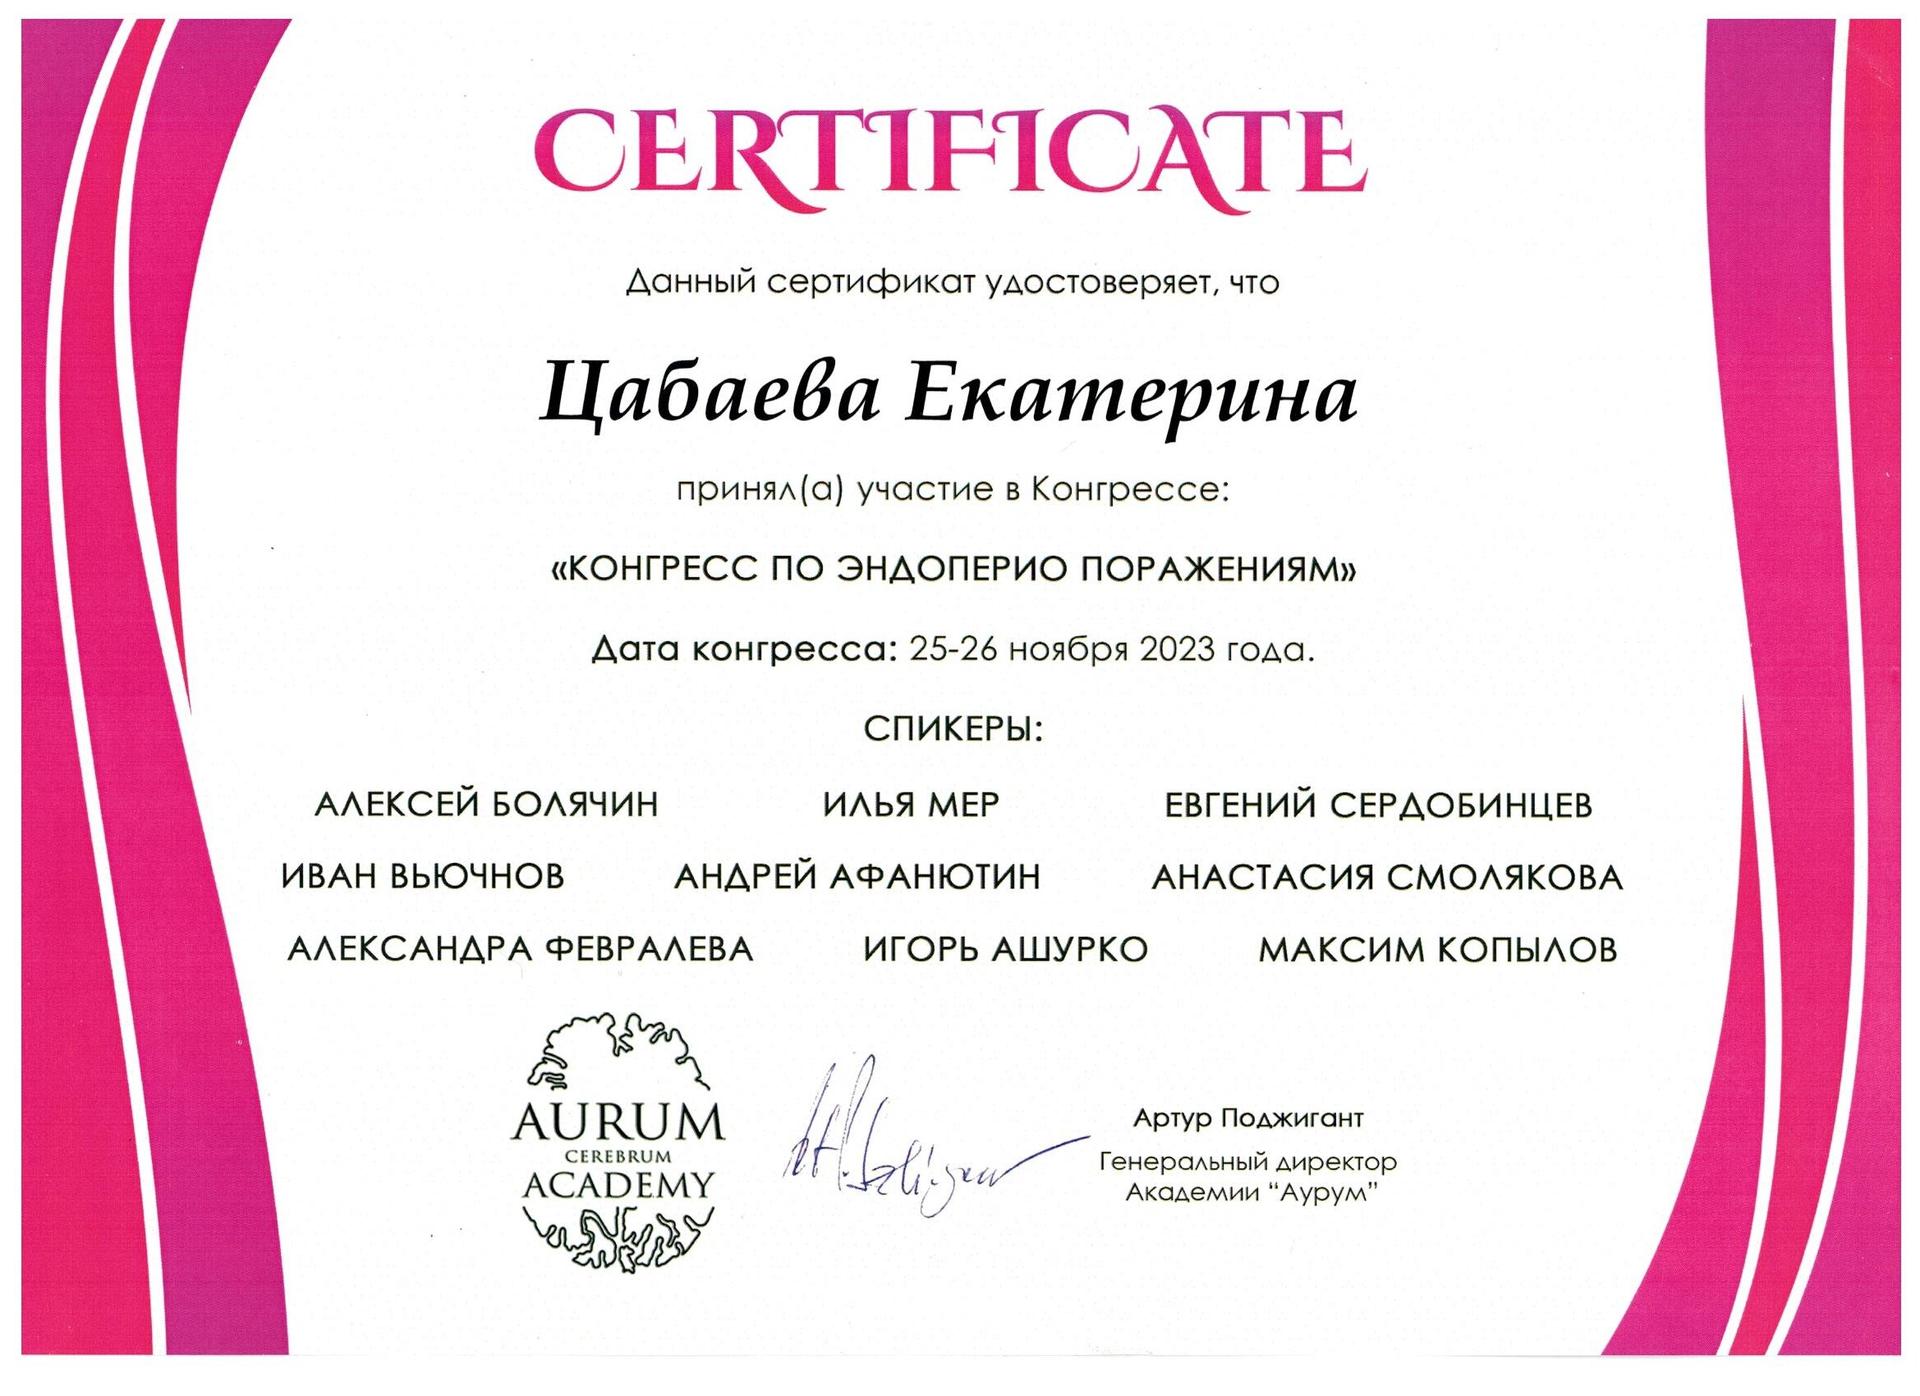 CERTIFICATE
Данный сертификат удостоверяет, что
Цабаева Екатерина
принял(а) участие в Конгрессе:
«КОНГРЕСС ПО ЭНДОПЕРИО ПОРАЖЕНИЯМ»
Дата конгресса: 25-26 ноября 2023 года.
СПИКЕРЫ:
АЛЕКСЕЙ БОЛЯЧИН ИЛЬЯ МЕР ЕВГЕНИЙ СЕРДОБИНЦЕВ
ИВАН ВЬЮЧНОВ АНДРЕЙ АФАНЮТИН АНАСТАСИЯ СМОЛЯКОВА
АЛЕКСАНДРА ФЕВРАЛЕВА ИГОРЬ АШУРКО МАКСИМ КОПЫЛОВ
AURUM
CEREBRUM
ACADEMY
Артур Поджигант
Генеральный директор
Академии “Аурум”